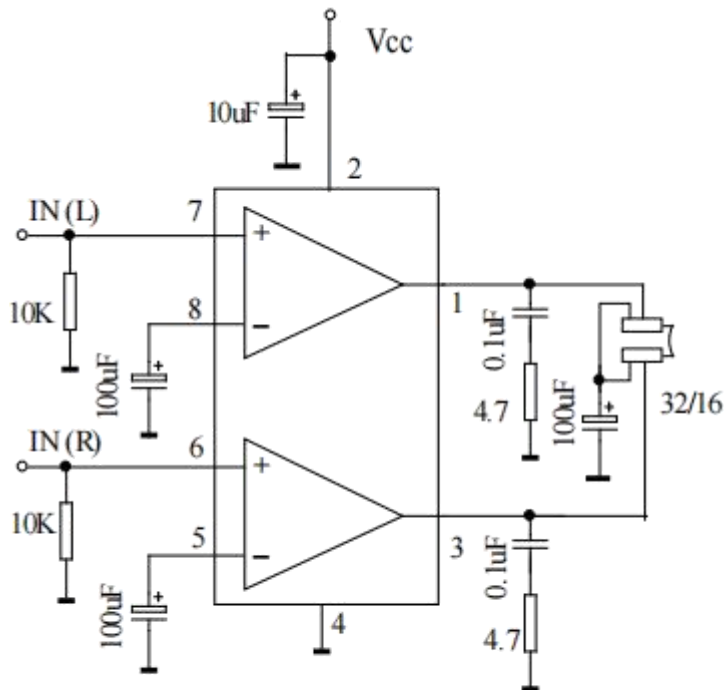 Vcc
10uF
2
IN(L)
7
+
10K
8
−
1
0.1uF
4.7
100uF
+
32/16
100uF
+
IN(R)
6
+
10K
5
−
3
0.1uF
4.7
100uF
+
4
+